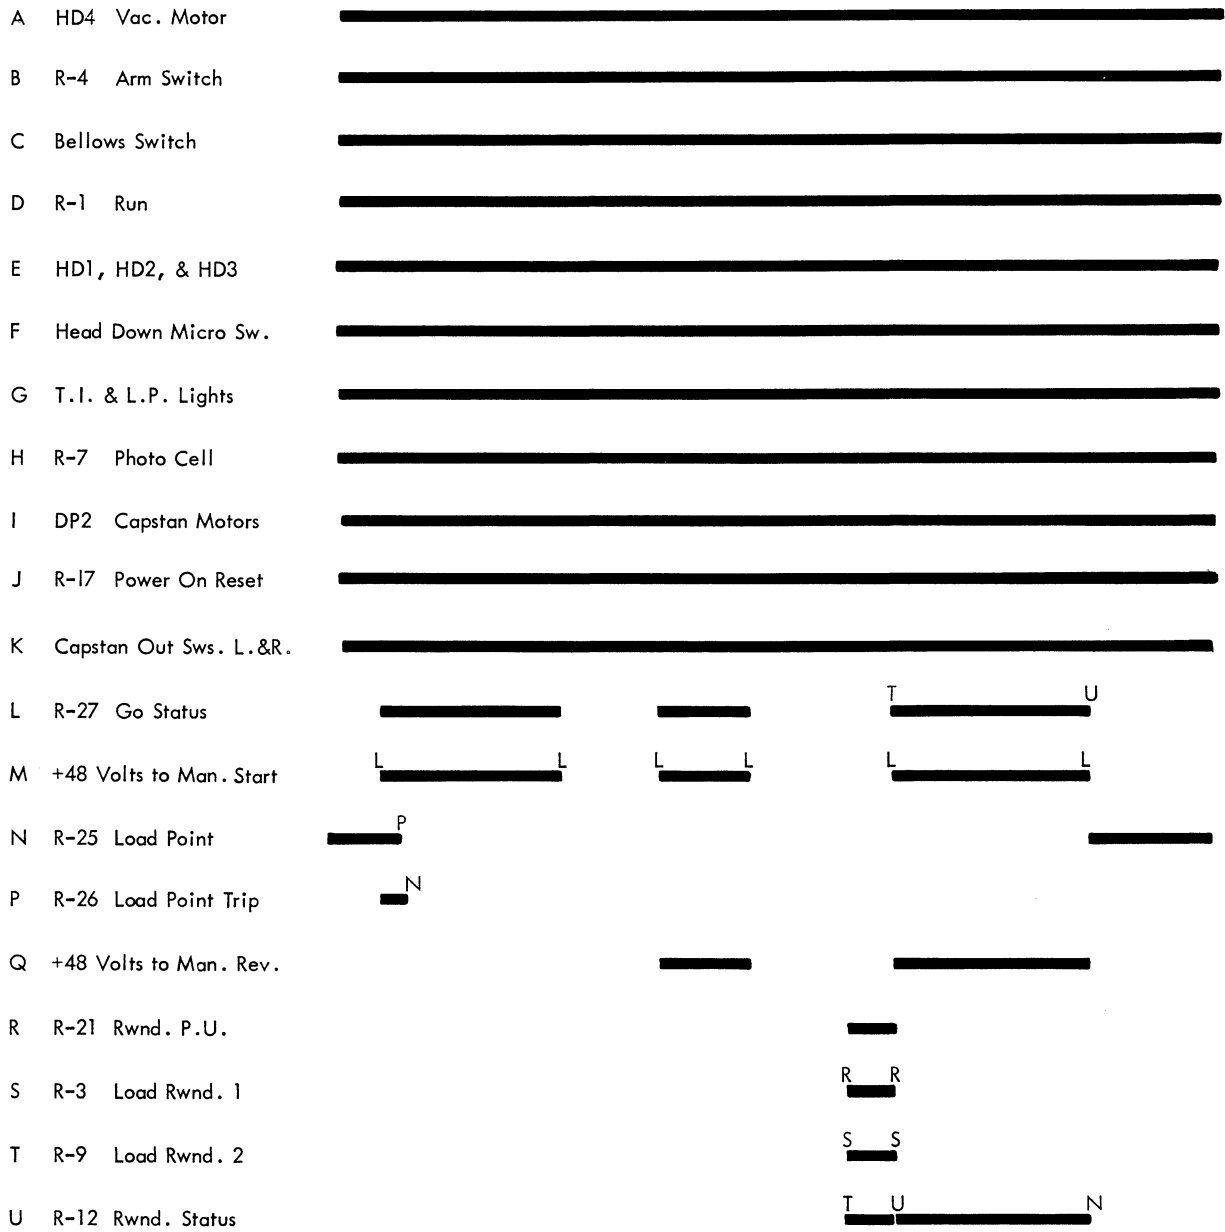 A HD4 Vac. Motor
B R-4 Arm Switch
C Bellows Switch
D R-1 Run
E HD1, HD2, & HD3
F Head Down Micro Sw.
G T.I. & L.P. Lights
H R-7 Photo Cell
I DP2 Capstan Motors
J R-17 Power On Reset
K Capstan Out Sws. L.&R.
T U
L R-27 Go Status
L L L L L L
M +48 Volts to Man. Start
P
N R-25 Load Point
N
P R-26 Load Point Trip
Q +48 Volts to Man. Rev.
R R-21 Rwnd. P.U.
R R
S R-3 Load Rwnd. 1
S S
T R-9 Load Rwnd. 2
T U N
U R-12 Rwnd. Status